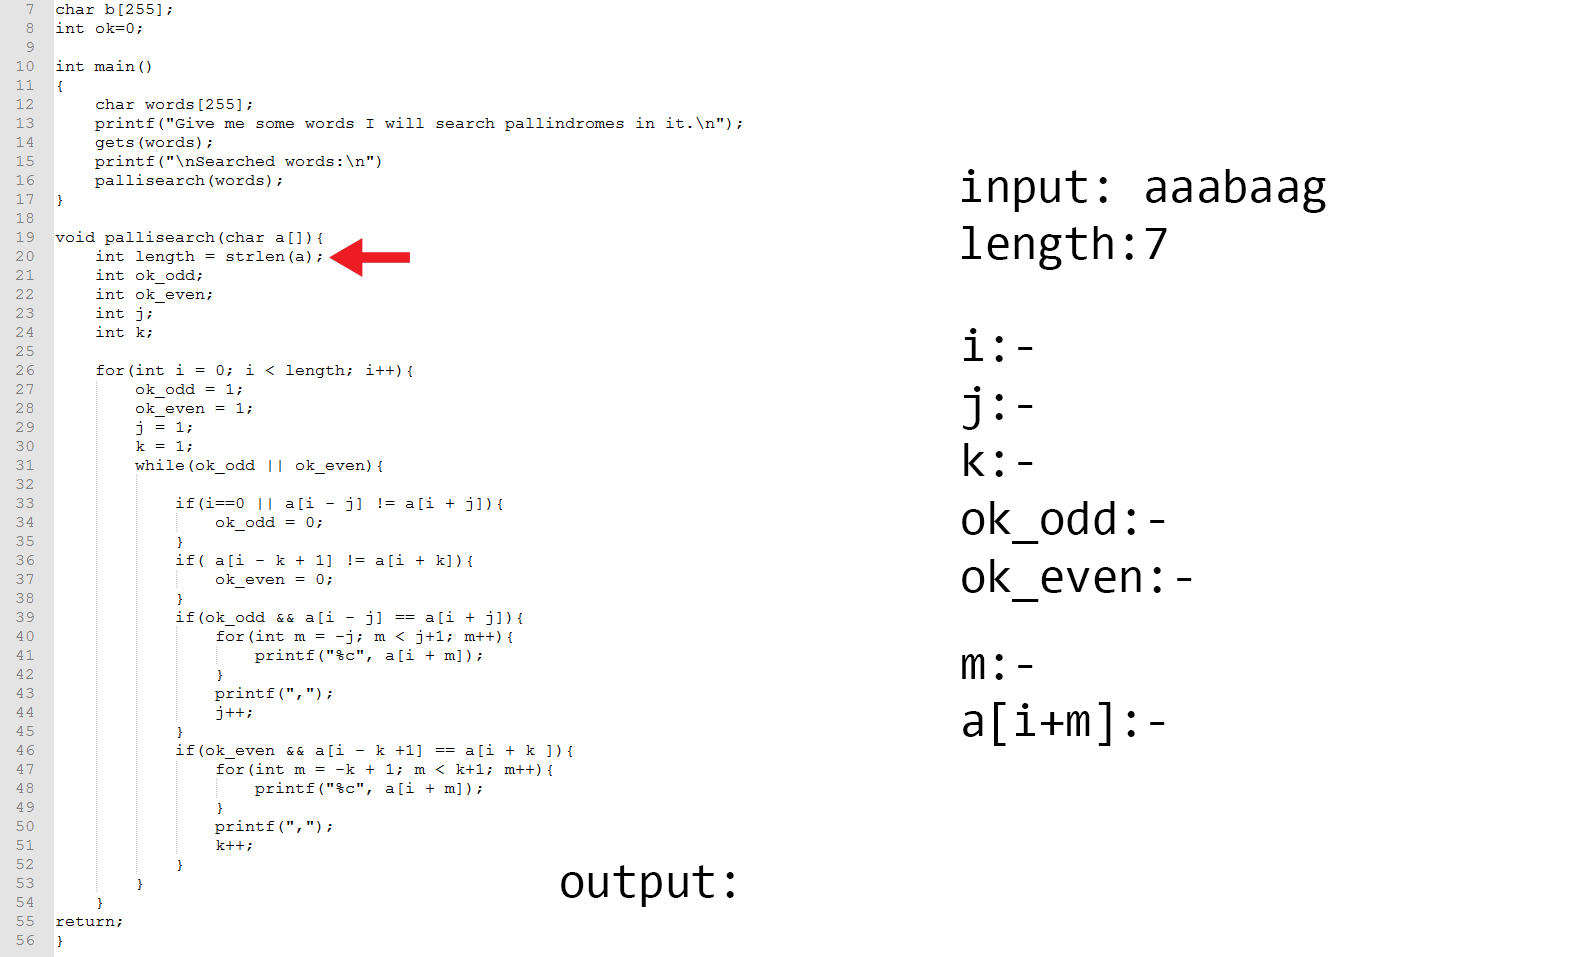 7 char b[255];
8 int ok=0;
9
10 int main()
11 {
12     char words[255];
13     printf("Give me some words I will search pallindromes in it.\n");
14     gets(words);
15     printf("\nSearched words:\n")
16     pallisearch(words);
17 }
18
19 void pallisearch(char a[]){
20     int length = strlen(a);
21     int ok_odd;
22     int ok_even;
23     int j;
24     int k;
25
26     for(int i = 0; i < length; i++){
27         ok_odd = 1;
28         ok_even = 1;
29         j = 1;
30         k = 1;
31         while(ok_odd || ok_even){
32
33             if(i==0 || a[i - j] != a[i + j]){
34                 ok_odd = 0;
35             }
36             if( a[i - k + 1] != a[i + k]){
37                 ok_even = 0;
38             }
39             if(ok_odd && a[i - j] == a[i + j]){
40                 for(int m = -j; m < j+1; m++){
41                     printf("%c", a[i + m]);
42                 }
43                 printf(",");
44                 j++;
45             }
46             if(ok_even && a[i - k +1] == a[i + k ]){
47                 for(int m = -k + 1; m < k+1; m++){
48                     printf("%c", a[i + m]);
49                 }
50                 printf(",");
51                 k++;
52             }
53         }
54     }
55 return;
56 }
input: aaabaag
length:7
i:-
j:-
k:-
ok_odd:-
ok_even:-
m:-
a[i+m]:-
output: